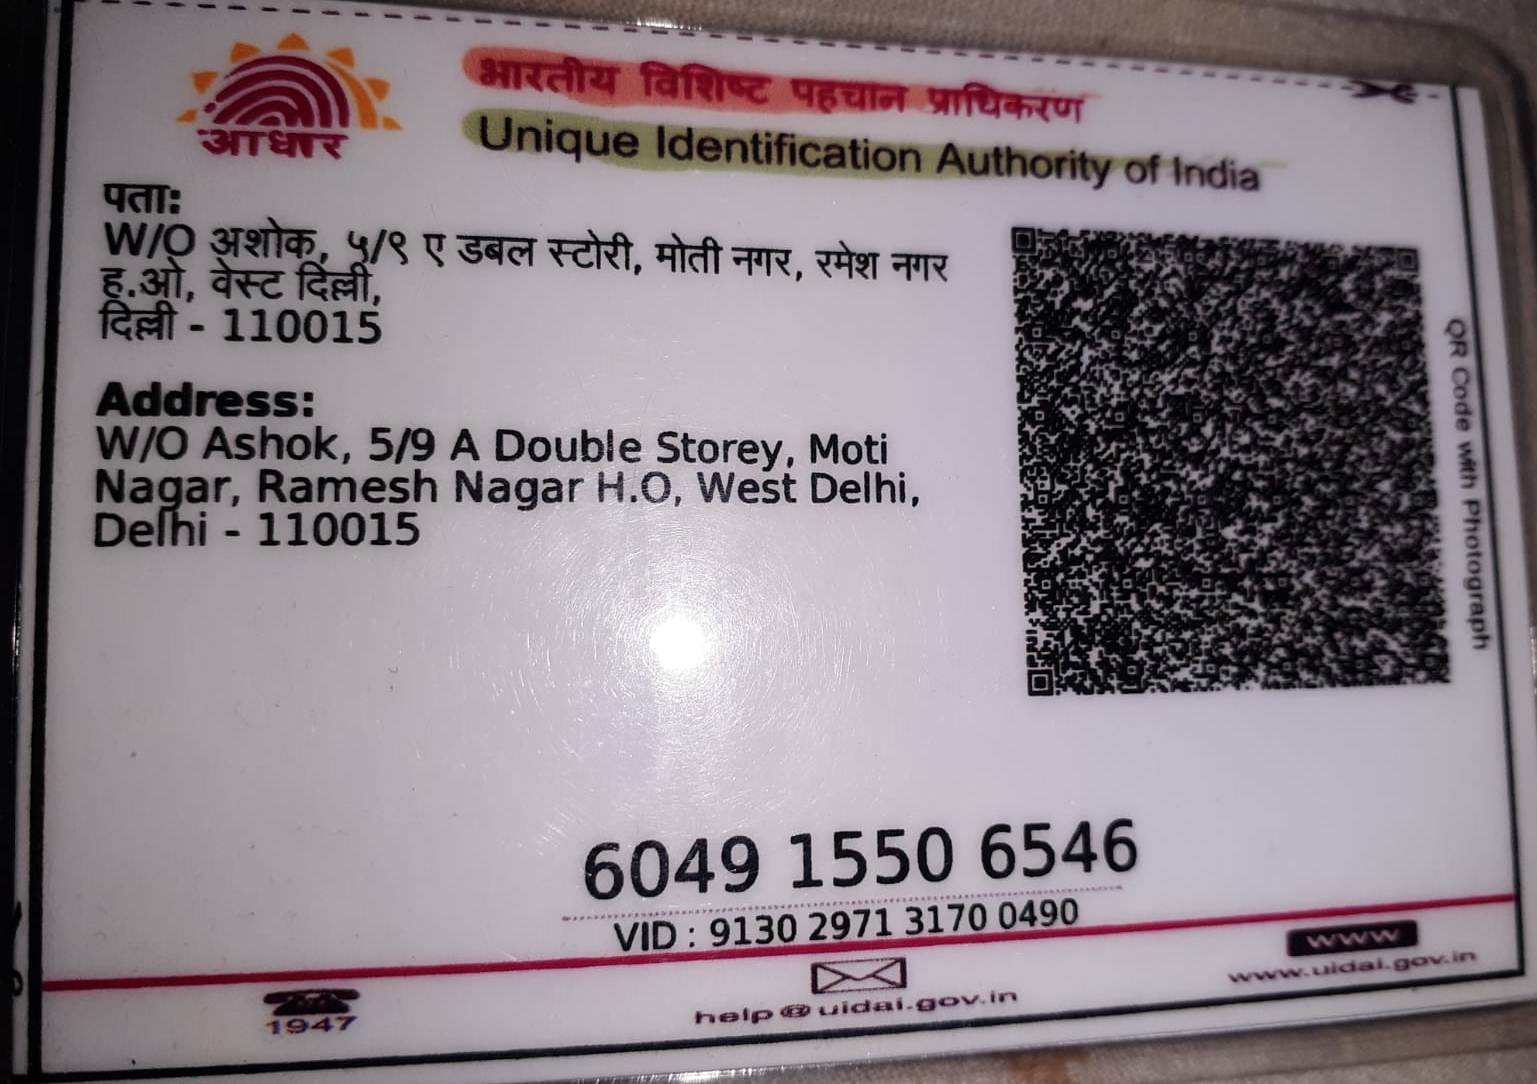 आधार
भारतीय विशिष्ट पहचान प्राधिकरण
Unique Identification Authority of India
पता:
W/O अशोक, ५/९ ए डबल स्टोरी, मोती नगर, रमेश नगर
ह.ओ, वेस्ट दिल्ली,
दिल्ली - 110015
Address:
W/O Ashok, 5/9 A Double Storey, Moti
Nagar, Ramesh Nagar H.O, West Delhi,
Delhi - 110015
QR Code with Photograph
6049 1550 6546
VID : 9130 2971 3170 0490
1947
help@uidai.gov.in
www
www.uidai.gov.in